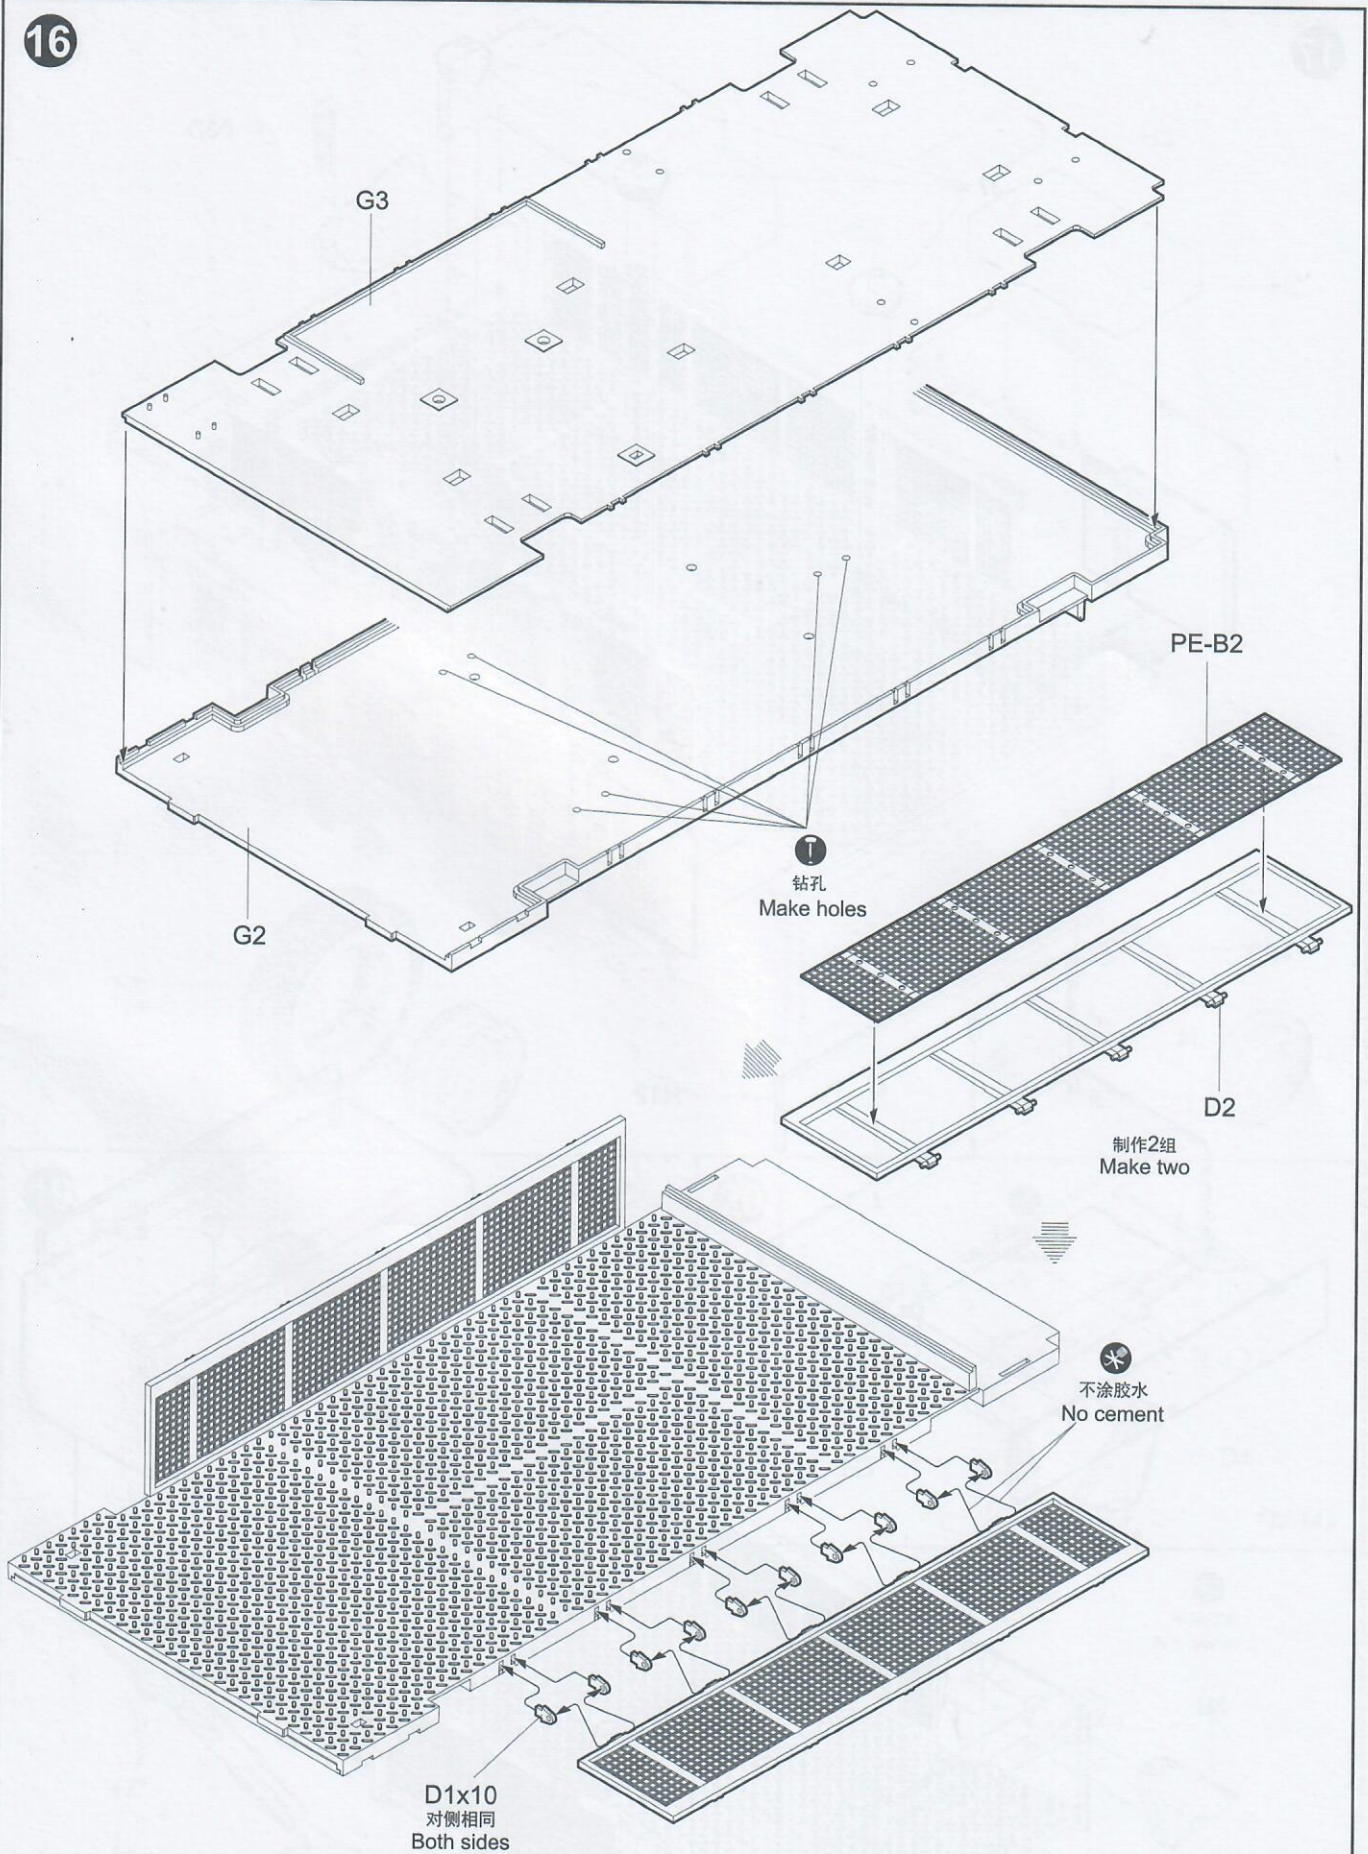 16
G3
PE-B2
钻孔
Make holes
G2
D2
制作2组
Make two
不涂胶水
No cement
D1x10
对侧相同
Both sides